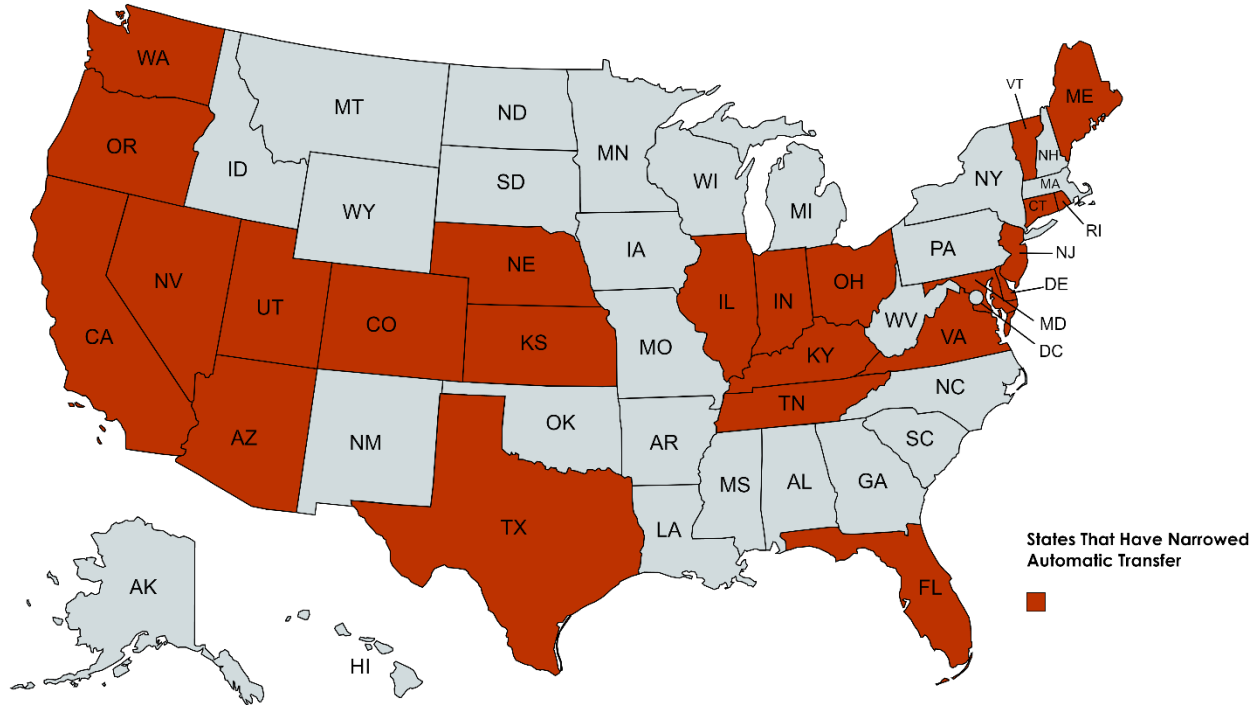 WA
MT
ND
MN
VT
ME
OR
ID
SD
WI
MI
NY
NH
MA
CT
RI
WY
IA
PA
NJ
NV
UT
CO
NE
IL
IN
OH
DE
MD
DC
CA
KS
MO
KY
WV
VA
AZ
NM
OK
AR
TN
NC
SC
TX
LA
MS
AL
GA
FL
AK
HI
States That Have Narrowed
Automatic Transfer